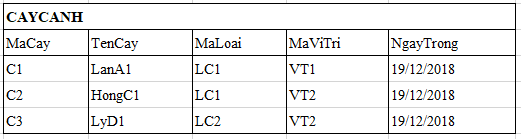 CAYCANH
MaCay TenCay MaLoai MaViTri NgayTrong
C1 LanA1 LC1 VT1 19/12/2018
C2 HongC1 LC1 VT2 19/12/2018
C3 LyD1 LC2 VT2 19/12/2018